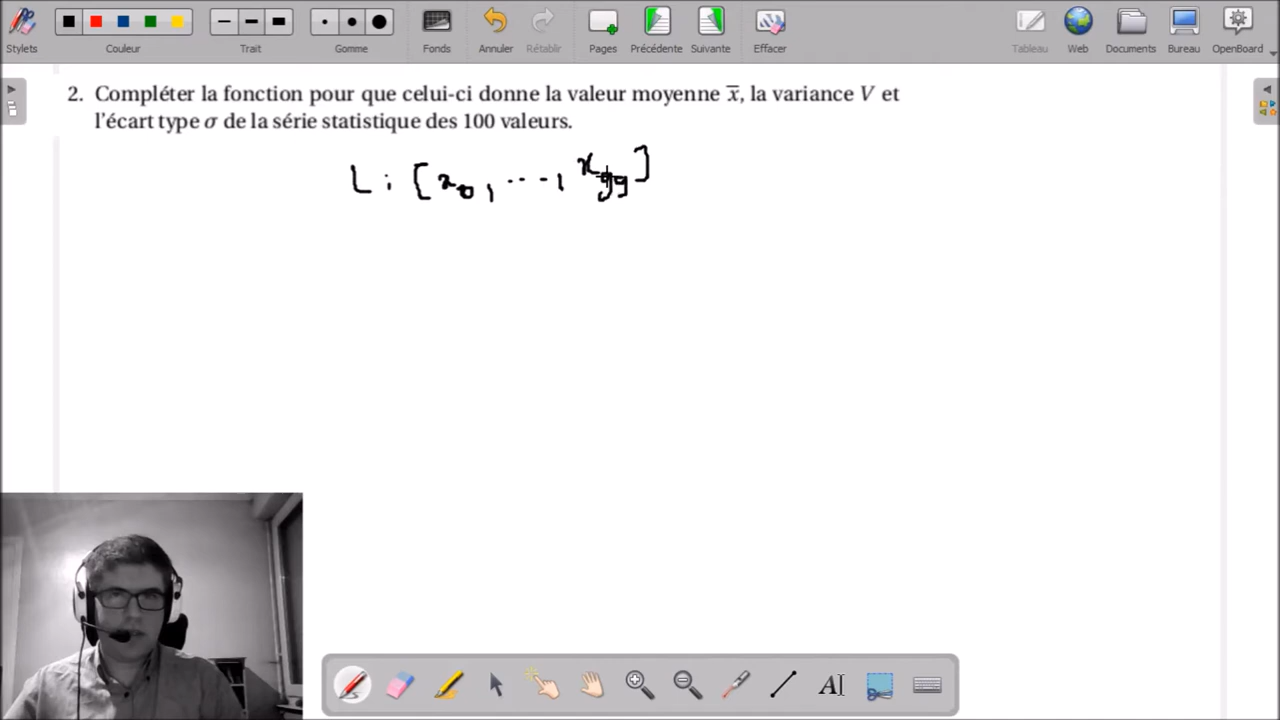 Stylets Couleur Trait Gomme Fonds Annuler Rétablir Pages Précédente Suivante Effacer Tableau Web Documents Bureau OpenBoard
2. Compléter la fonction pour que celui-ci donne la valeur moyenne x̅, la variance V et
l'écart type σ de la série statistique des 100 valeurs.
L : [x₀, ..., x₉₉]
AI